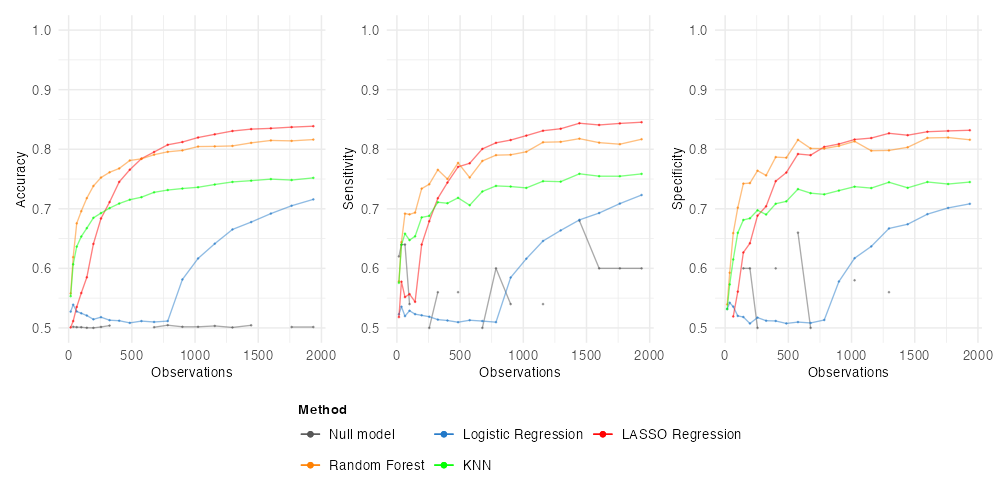 Accuracy
1.0
0.9
0.8
0.7
0.6
0.5
0 500 1000 1500 2000
Observations
Sensitivity
1.0
0.9
0.8
0.7
0.6
0.5
0 500 1000 1500 2000
Observations
Specificity
1.0
0.9
0.8
0.7
0.6
0.5
0 500 1000 1500 2000
Observations
Method
Null model Logistic Regression LASSO Regression
Random Forest KNN